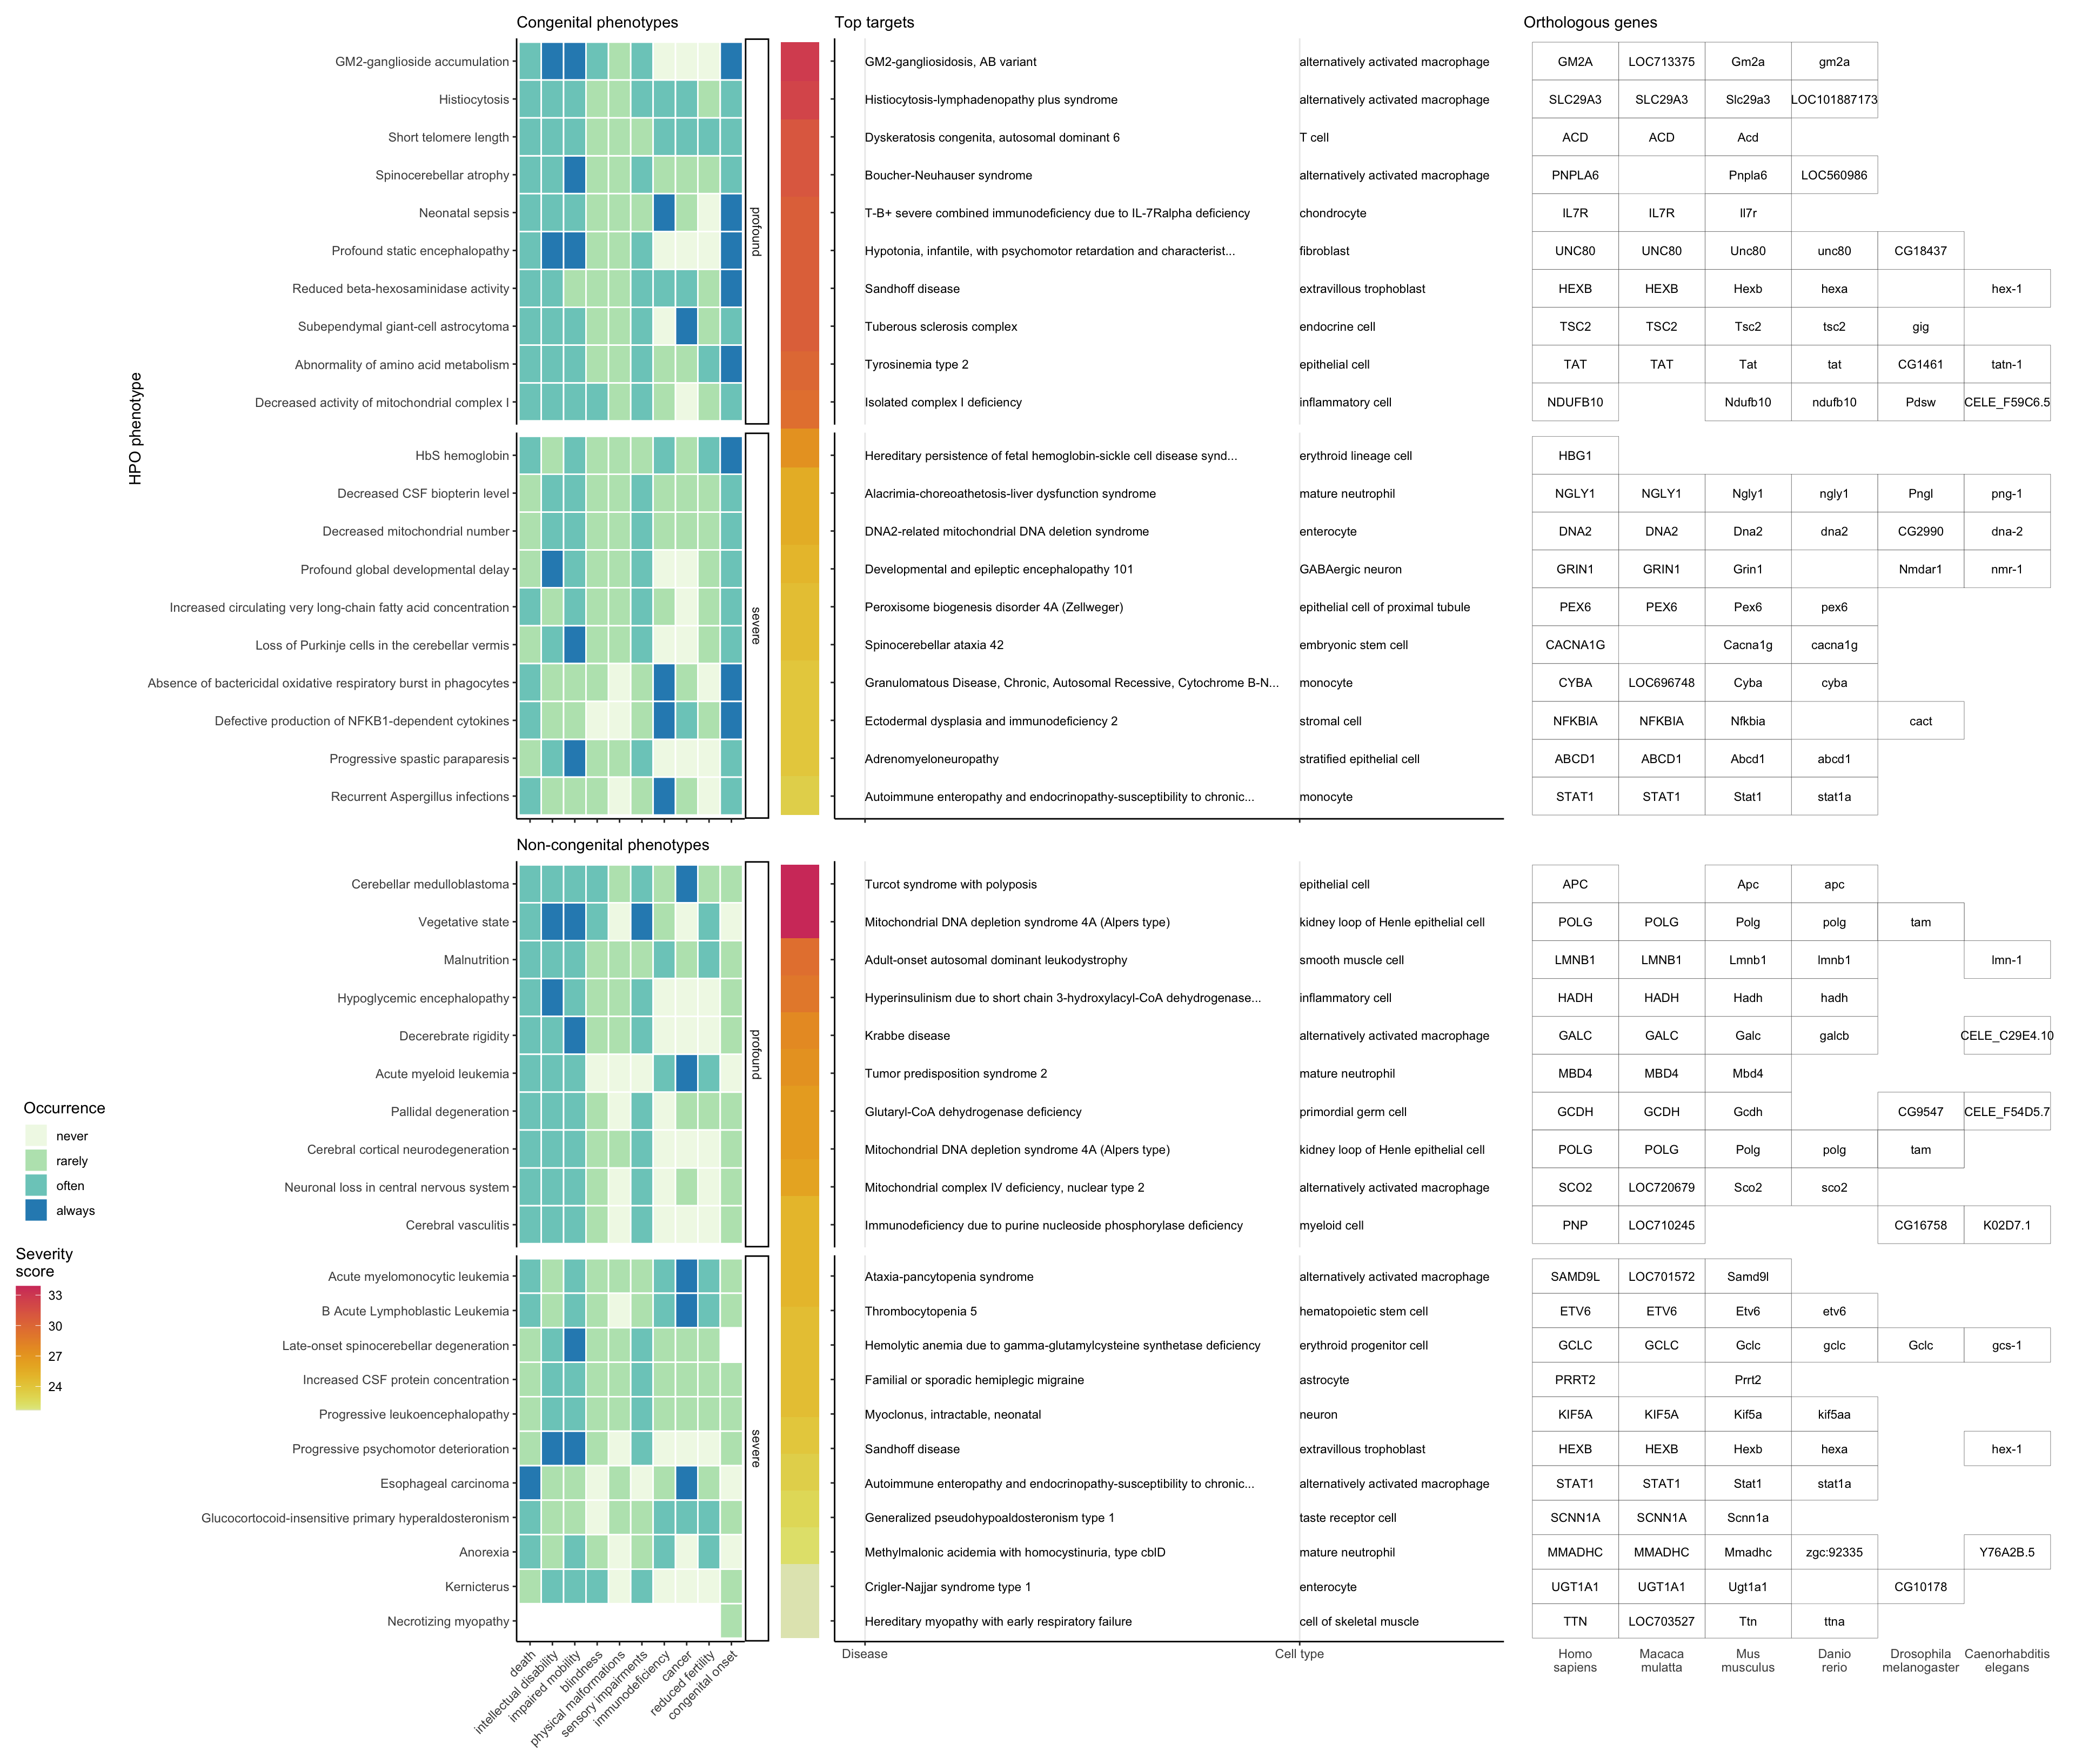 Congenital phenotypes Top targets Orthologous genes
GM2-ganglioside accumulation GM2-gangliosidosis, AB variant alternatively activated macrophage GM2A LOC713375 Gm2a gm2a
Histiocytosis Histiocytosis-lymphadenopathy plus syndrome alternatively activated macrophage SLC29A3 SLC29A3 Slc29a3 LOC101887173
Short telomere length Dyskeratosis congenita, autosomal dominant 6 T cell ACD ACD Acd
Spinocerebellar atrophy Boucher-Neuhauser syndrome alternatively activated macrophage PNPLA6 Pnpla6 LOC560986
Neonatal sepsis T-B+ severe combined immunodeficiency due to IL-7Ralpha deficiency chondrocyte IL7R IL7R Il7r
profound
Profound static encephalopathy Hypotonia, infantile, with psychomotor retardation and characterist... fibroblast UNC80 UNC80 Unc80 unc80 CG18437
Reduced beta-hexosaminidase activity Sandhoff disease extravillous trophoblast HEXB HEXB Hexb hexa hex-1
Subependymal giant-cell astrocytoma Tuberous sclerosis complex endocrine cell TSC2 TSC2 Tsc2 tsc2 gig
Abnormality of amino acid metabolism Tyrosinemia type 2 epithelial cell TAT TAT Tat tat CG1461 tatn-1
Decreased activity of mitochondrial complex I Isolated complex I deficiency inflammatory cell NDUFB10 Ndufb10 ndufb10 Pdsw CELE_F59C6.5
HPO phenotype
HbS hemoglobin Hereditary persistence of fetal hemoglobin-sickle cell disease synd... erythroid lineage cell HBG1
Decreased CSF biopterin level Alacrimia-choreoathetosis-liver dysfunction syndrome mature neutrophil NGLY1 NGLY1 Ngly1 ngly1 Pngl png-1
Decreased mitochondrial number DNA2-related mitochondrial DNA deletion syndrome enterocyte DNA2 DNA2 Dna2 dna2 CG2990 dna-2
Profound global developmental delay Developmental and epileptic encephalopathy 101 GABAergic neuron GRIN1 GRIN1 Grin1 Nmdar1 nmr-1
Increased circulating very long-chain fatty acid concentration Peroxisome biogenesis disorder 4A (Zellweger) epithelial cell of proximal tubule PEX6 PEX6 Pex6 pex6
severe
Loss of Purkinje cells in the cerebellar vermis Spinocerebellar ataxia 42 embryonic stem cell CACNA1G Cacna1g cacna1g
Absence of bactericidal oxidative respiratory burst in phagocytes Granulomatous Disease, Chronic, Autosomal Recessive, Cytochrome B-N... monocyte CYBA LOC696748 Cyba cyba
Defective production of NFKB1-dependent cytokines Ectodermal dysplasia and immunodeficiency 2 stromal cell NFKBIA NFKBIA Nfkbia cact
Progressive spastic paraparesis Adrenomyeloneuropathy stratified epithelial cell ABCD1 ABCD1 Abcd1 abcd1
Recurrent Aspergillus infections Autoimmune enteropathy and endocrinopathy-susceptibility to chronic... monocyte STAT1 STAT1 Stat1 stat1a
Non-congenital phenotypes
Cerebellar medulloblastoma Turcot syndrome with polyposis epithelial cell APC Apc apc
Vegetative state Mitochondrial DNA depletion syndrome 4A (Alpers type) kidney loop of Henle epithelial cell POLG POLG Polg polg tam
Malnutrition Adult-onset autosomal dominant leukodystrophy smooth muscle cell LMNB1 LMNB1 Lmnb1 lmnb1 lmn-1
Hypoglycemic encephalopathy Hyperinsulinism due to short chain 3-hydroxylacyl-CoA dehydrogenase... inflammatory cell HADH HADH Hadh hadh
Decerebrate rigidity Krabbe disease alternatively activated macrophage GALC GALC Galc galcb CELE_C29E4.10
profound
Acute myeloid leukemia Tumor predisposition syndrome 2 mature neutrophil MBD4 MBD4 Mbd4
Pallidal degeneration Glutaryl-CoA dehydrogenase deficiency primordial germ cell GCDH GCDH Gcdh CG9547 CELE_F54D5.7
Cerebral cortical neurodegeneration Mitochondrial DNA depletion syndrome 4A (Alpers type) kidney loop of Henle epithelial cell POLG POLG Polg polg tam
Neuronal loss in central nervous system Mitochondrial complex IV deficiency, nuclear type 2 alternatively activated macrophage SCO2 LOC720679 Sco2 sco2
Cerebral vasculitis Immunodeficiency due to purine nucleoside phosphorylase deficiency myeloid cell PNP LOC710245 CG16758 K02D7.1
Acute myelomonocytic leukemia Ataxia-pancytopenia syndrome alternatively activated macrophage SAMD9L LOC701572 Samd9l
B Acute Lymphoblastic Leukemia Thrombocytopenia 5 hematopoietic stem cell ETV6 ETV6 Etv6 etv6
Late-onset spinocerebellar degeneration Hemolytic anemia due to gamma-glutamylcysteine synthetase deficiency erythroid progenitor cell GCLC GCLC Gclc gclc Gclc gcs-1
Increased CSF protein concentration Familial or sporadic hemiplegic migraine astrocyte PRRT2 Prrt2
Progressive leukoencephalopathy Myoclonus, intractable, neonatal neuron KIF5A KIF5A Kif5a kif5aa
severe
Progressive psychomotor deterioration Sandhoff disease extravillous trophoblast HEXB HEXB Hexb hexa hex-1
Esophageal carcinoma Autoimmune enteropathy and endocrinopathy-susceptibility to chronic... alternatively activated macrophage STAT1 STAT1 Stat1 stat1a
Glucocortocoid-insensitive primary hyperaldosteronism Generalized pseudohypoaldosteronism type 1 taste receptor cell SCNN1A SCNN1A Scnn1a
Anorexia Methylmalonic acidemia with homocystinuria, type cblD mature neutrophil MMADHC MMADHC Mmadhc zgc:92335 Y76A2B.5
Kernicterus Crigler-Najjar syndrome type 1 enterocyte UGT1A1 UGT1A1 Ugt1a1 CG10178
Necrotizing myopathy Hereditary myopathy with early respiratory failure cell of skeletal muscle TTN LOC703527 Ttn ttna
death
intellectual disability
impaired mobility
blindness
physical malformations
sensory impairments
immunodeficiency
cancer
reduced fertility
congenital onset
Disease Cell type
Homo Macaca Mus Danio Drosophila Caenorhabditis
sapiens mulatta musculus rerio melanogaster elegans
Occurrence
never
rarely
often
always
Severity
score
33
30
27
24